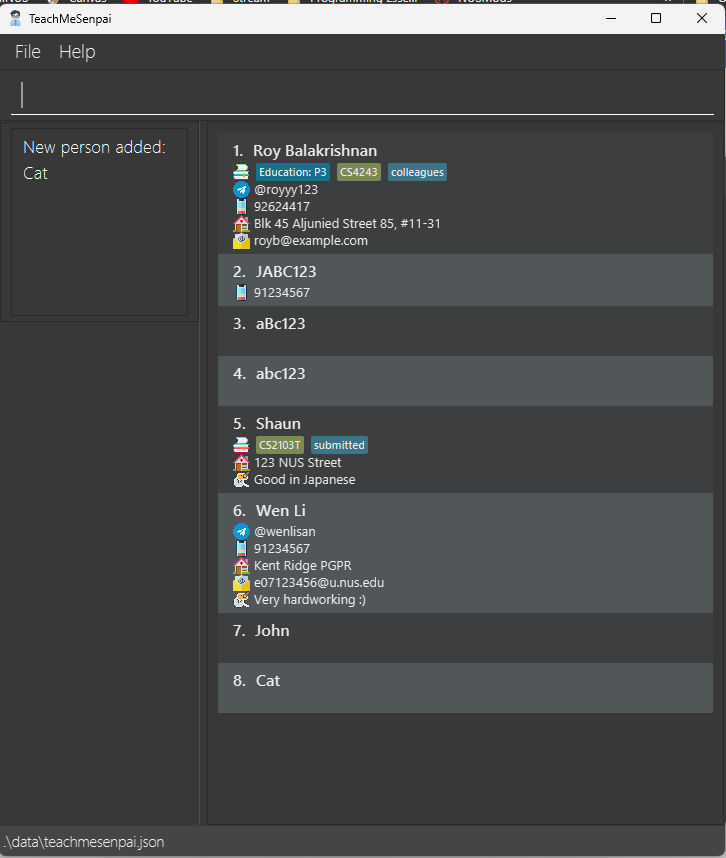 TeachMeSenpai
File Help
New person added:
Cat
1. Roy Balakrishnan
Education: P3 CS4243 colleagues
@royyy123
92624417
Blk 45 Aljunied Street 85, #11-31
royb@example.com
2. JABC123
91234567
3. aBc123
4. abc123
5. Shaun
CS2103T submitted
123 NUS Street
Good in Japanese
6. Wen Li
@wenlisan
91234567
Kent Ridge PGPR
e07123456@u.nus.edu
Very hardworking :)
7. John
8. Cat
.\data\teachmesenpai.json